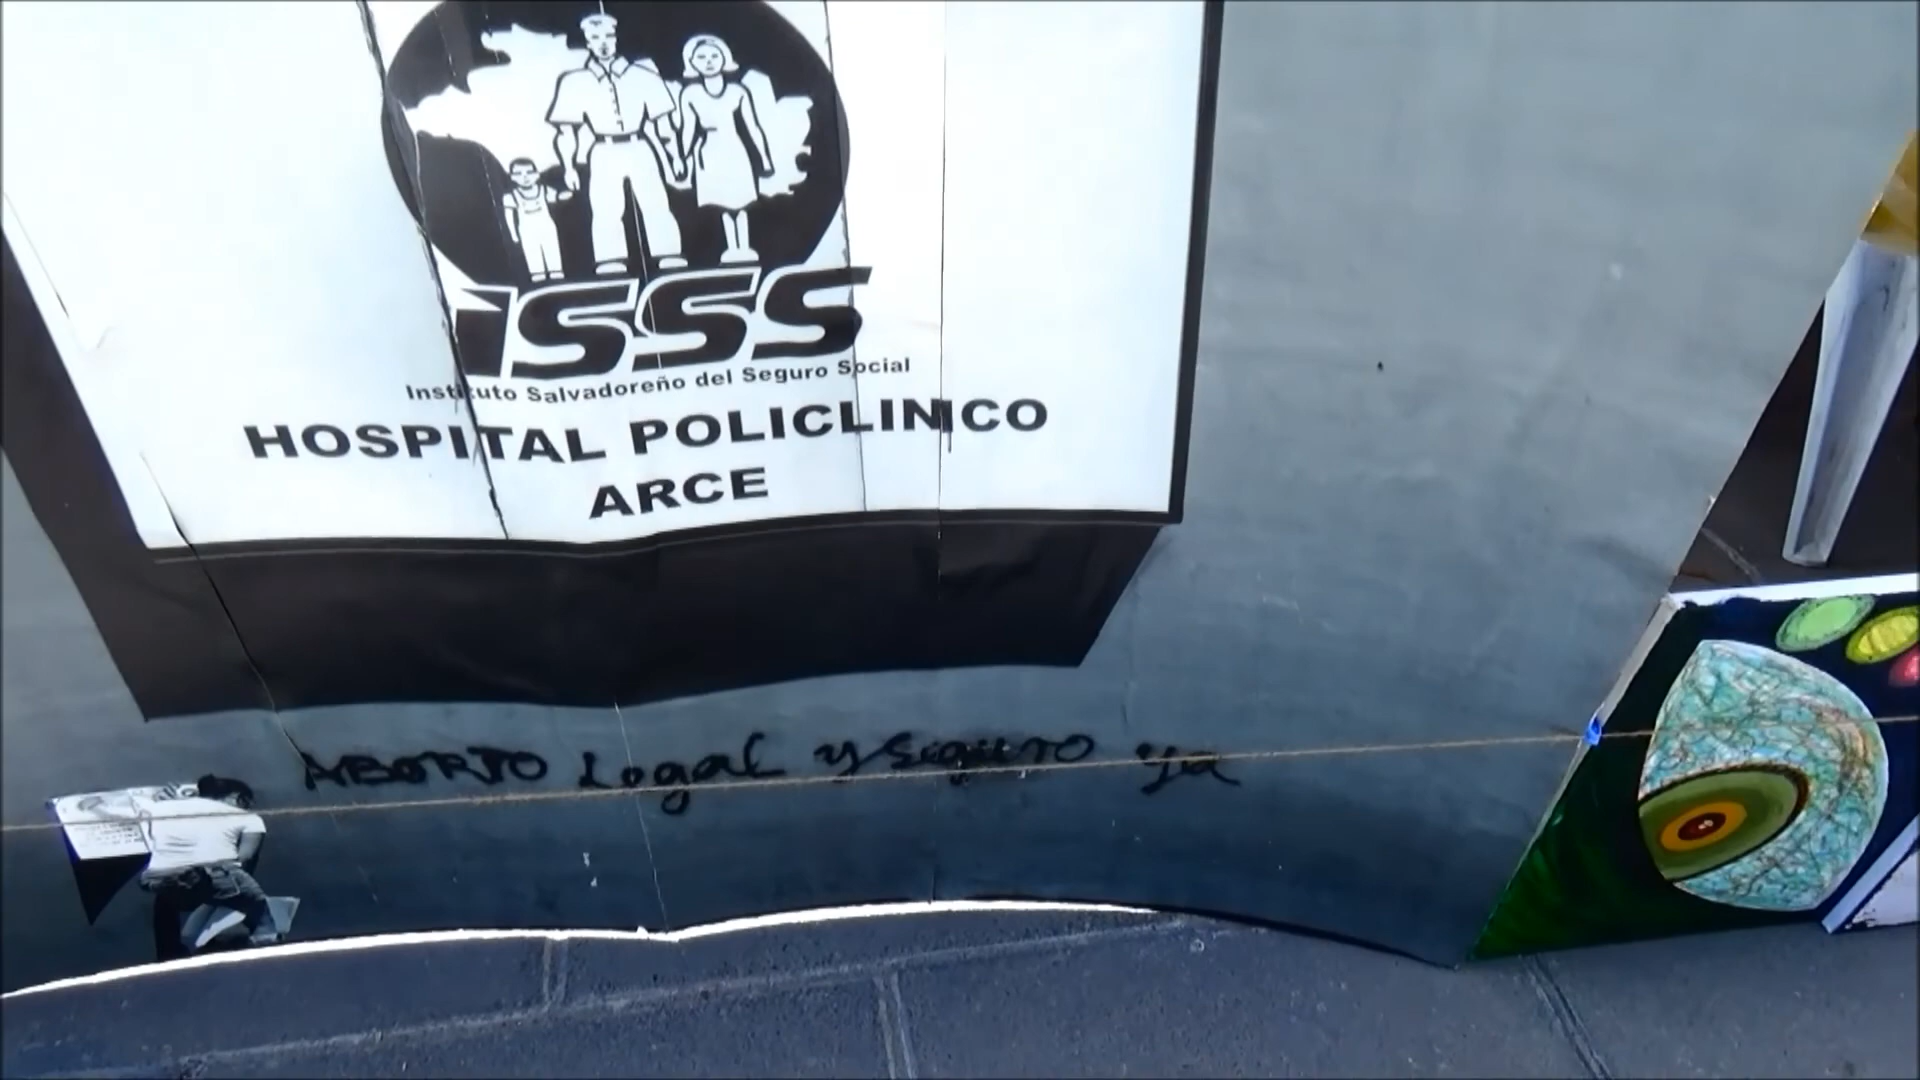 ISSS
Instituto Salvadoreño del Seguro Social
HOSPITAL POLICLINICO
ARCE
ABORTO Legal y Seguro Ya